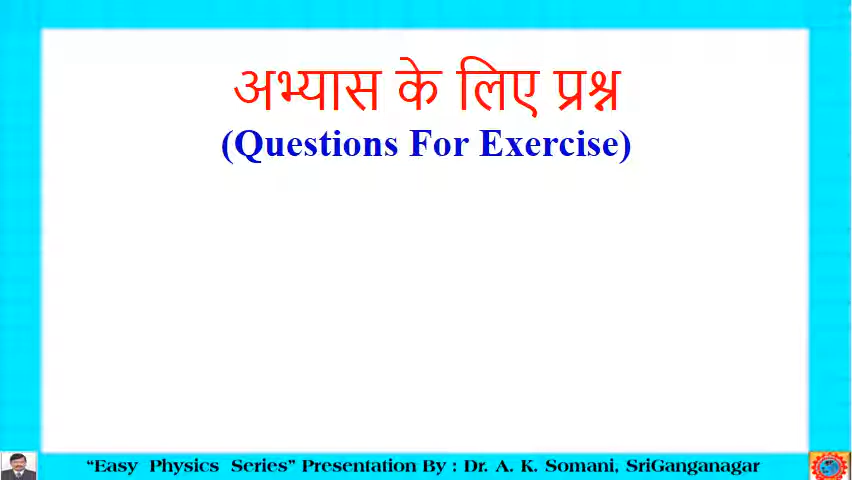 अभ्यास के लिए प्रश्न
(Questions For Exercise)
“Easy Physics Series” Presentation By : Dr. A. K. Somani, SriGanganagar